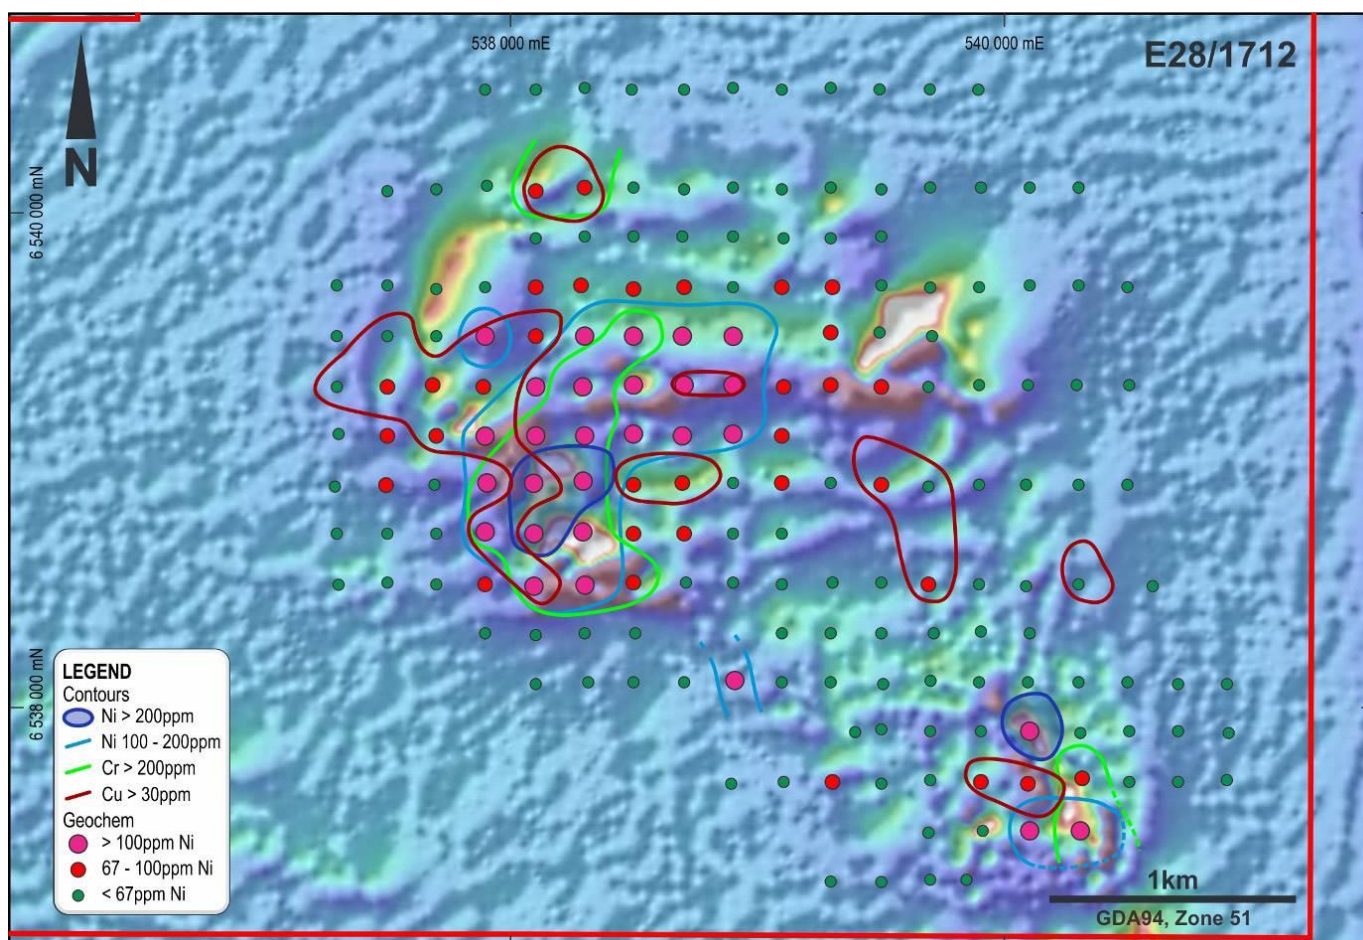 538 000 mE
540 000 mE
E28/1712
N
6 540 000 mN
6 538 000 mN
LEGEND
Contours
Ni > 200ppm
Ni 100 - 200ppm
Cr > 200ppm
Cu > 30ppm
Geochem
> 100ppm Ni
67 - 100ppm Ni
< 67ppm Ni
1km
GDA94, Zone 51